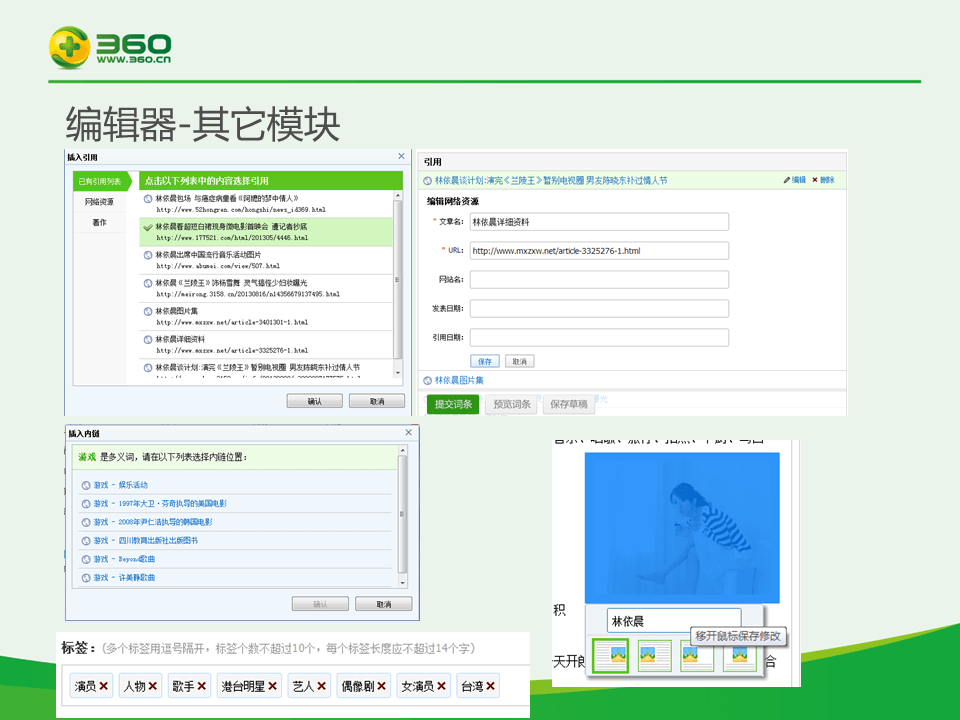 360
www.360.cn
编辑器-其它模块
插入引用
已有引用列表
网络资源
著作
点击以下列表中的内容选择引用
林依晨包场 与癌症病童看《阿嬷的梦中情人》
http://www.52hongren.com/hongshi/news_id369.html
林依晨着超短白裙现身微电影首映会 遭记者抄底
http://www.177521.com/html/201305/4446.html
林依晨出席中国流行音乐活动图片
http://www.abumei.com/view/507.html
林依晨《兰陵王》饰杨雪舞 灵气搞怪少妇妆曝光
http://meirong.3158.cn/20130816/n14356679137495.html
林依晨图片集
http://www.mxzxw.net/article-3401301-1.html
林依晨详细资料
http://www.mxzxw.net/article-3325276-1.html
林依晨谈计划:演完《兰陵王》暂别电视圈 男友陈晓东补过情人节
确认
取消
引用
林依晨谈计划:演完《兰陵王》暂别电视圈 男友陈晓东补过情人节
编辑
删除
编辑网络资源
* 文章名: 林依晨详细资料
* URL: http://www.mxzxw.net/article-3325276-1.html
网站名:
发表日期:
引用日期:
保存
取消
林依晨图片集
提交词条
预览词条
保存草稿
插入内链
游戏 是多义词，请在以下列表选择内链位置:
游戏 - 娱乐活动
游戏 - 1997年大卫·芬奇执导的美国电影
游戏 - 2008年尹仁浩执导的韩国电影
游戏 - 四川教育出版社出版图书
游戏 - Beyond歌曲
游戏 - 许美静歌曲
确认
取消
积
林依晨
移开鼠标保存修改
天开
合
标签：(多个标签用逗号隔开，标签个数不超过10个，每个标签长度应不超过14个字)
演员 人物 歌手 港台明星 艺人 偶像剧 女演员 台湾